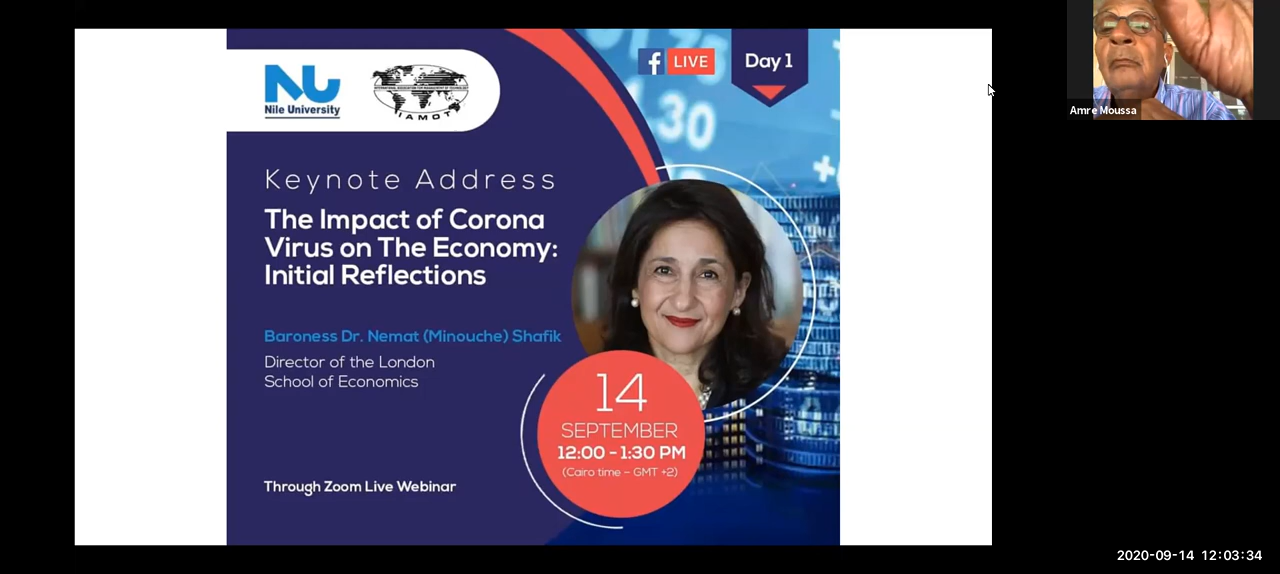 NU
Nile University
INTERNATIONAL ASSOCIATION FOR MANAGEMENT OF TECHNOLOGY
IAMOT
f LIVE
Day 1
Keynote Address
The Impact of Corona
Virus on The Economy:
Initial Reflections
Baroness Dr. Nemat (Minouche) Shafik
Director of the London
School of Economics
14
SEPTEMBER
12:00 - 1:30 PM
(Cairo time – GMT +2)
Through Zoom Live Webinar
Amre Moussa
2020-09-14 12:03:34